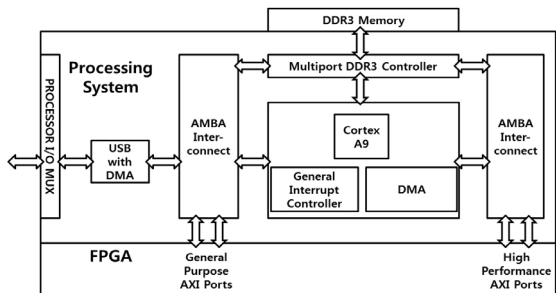 DDR3 Memory
Multiport DDR3 Controller
Processing
System
PROCESSOR I/O MUX
USB
with
DMA
AMBA
Inter-
connect
Cortex
A9
General
Interrupt
Controller
DMA
AMBA
Inter-
connect
FPGA
General
Purpose
AXI Ports
High
Performance
AXI Ports